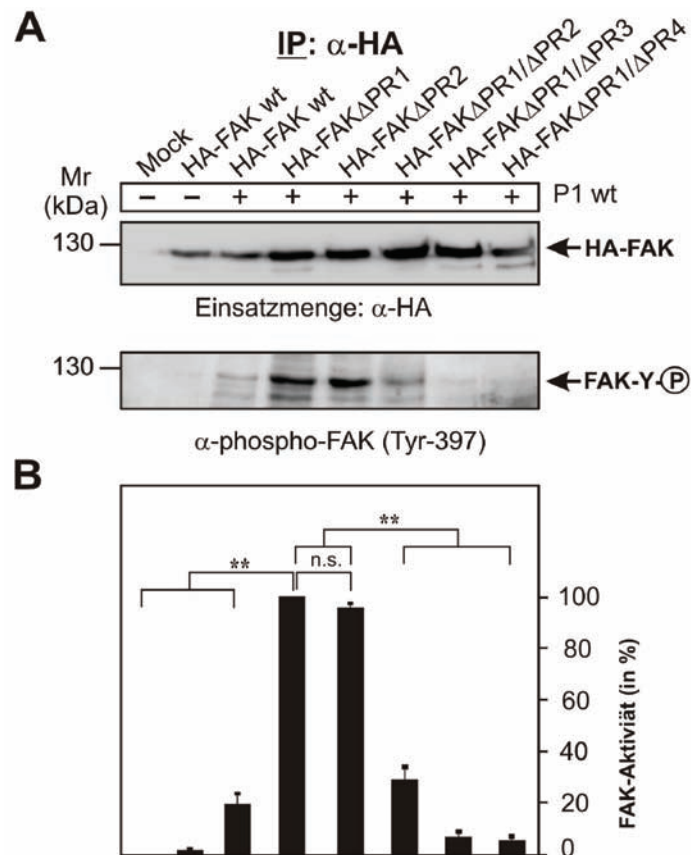 A
IP: α-HA
Mock
HA-FAK wt
HA-FAK wt
HA-FAKΔPR1
HA-FAKΔPR2
HA-FAKΔPR1/ΔPR2
HA-FAKΔPR1/ΔPR3
HA-FAKΔPR1/ΔPR4
Mr
(kDa)
– – + + + + + + P1 wt
130
HA-FAK
Einsatzmenge: α-HA
130
FAK-Y-P
α-phospho-FAK (Tyr-397)
B
**
** n.s.
100
80
60
40
20
0
FAK-Aktiviät (in %)